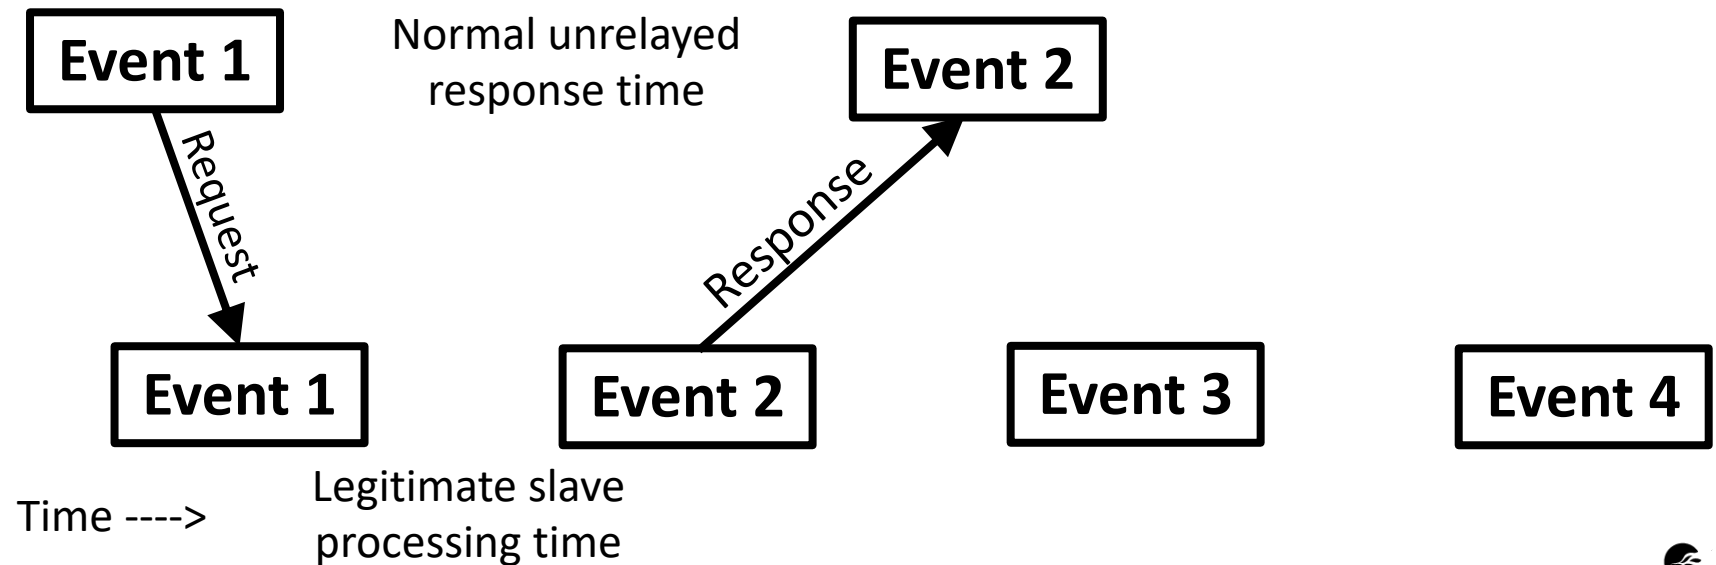 Event 1
Normal unrelayed
response time
Event 2
Request
Response
Event 1
Event 2
Event 3
Event 4
Time ---->
Legitimate slave
processing time